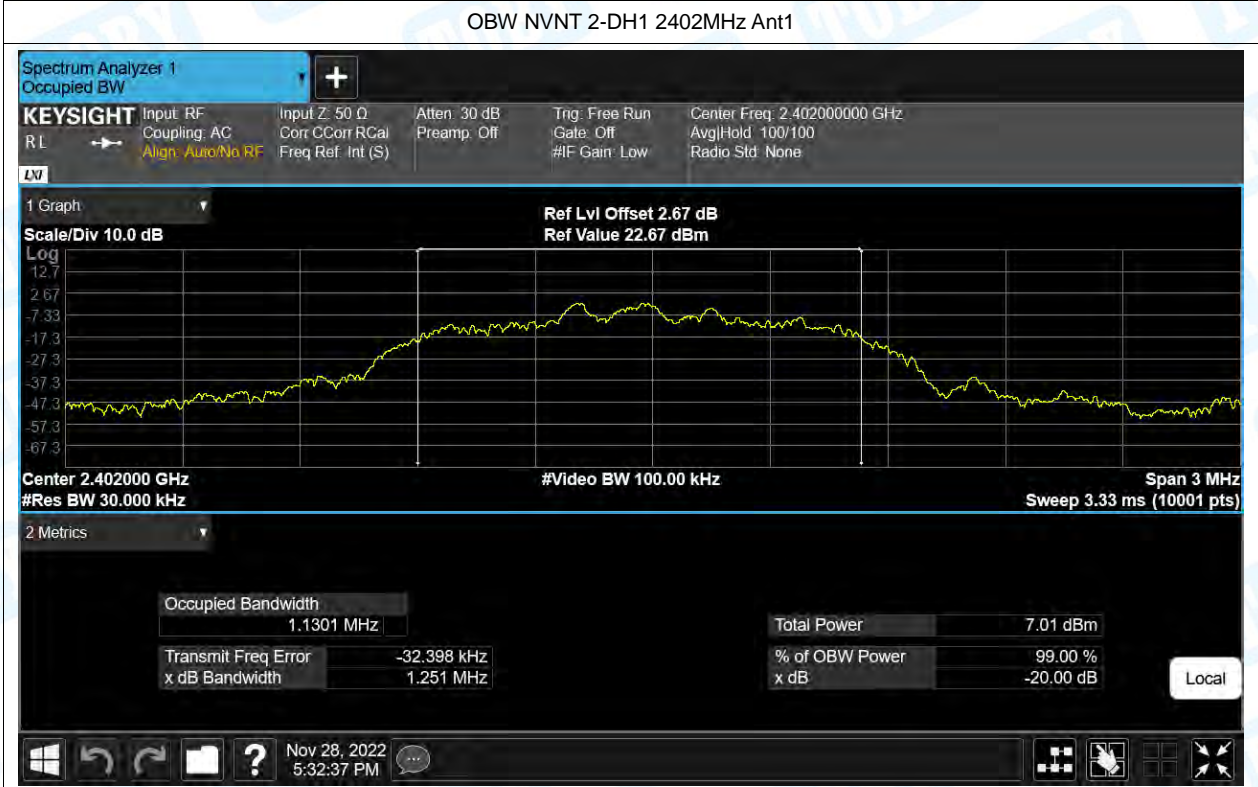 OBW NVNT 2-DH1 2402MHz Ant1
Spectrum Analyzer 1
Occupied BW
KEYSIGHT
R L
LXI
Input: RF
Coupling: AC
Align: Auto/No RF
Input Z: 50 Ω
Corr CCorr RCal
Freq Ref: Int (S)
Atten: 30 dB
Preamp: Off
Trig: Free Run
Gate: Off
#IF Gain: Low
Center Freq: 2.402000000 GHz
Avg|Hold: 100/100
Radio Std: None
1 Graph
Scale/Div 10.0 dB
Ref Lvl Offset 2.67 dB
Ref Value 22.67 dBm
Log
12.7
2.67
-7.33
-17.3
-27.3
-37.3
-47.3
-57.3
-67.3
Center 2.402000 GHz
#Res BW 30.000 kHz
#Video BW 100.00 kHz
Span 3 MHz
Sweep 3.33 ms (10001 pts)
2 Metrics
Occupied Bandwidth
1.1301 MHz
Transmit Freq Error -32.398 kHz
x dB Bandwidth 1.251 MHz
Total Power 7.01 dBm
% of OBW Power 99.00 %
x dB -20.00 dB
Local
Nov 28, 2022
5:32:37 PM